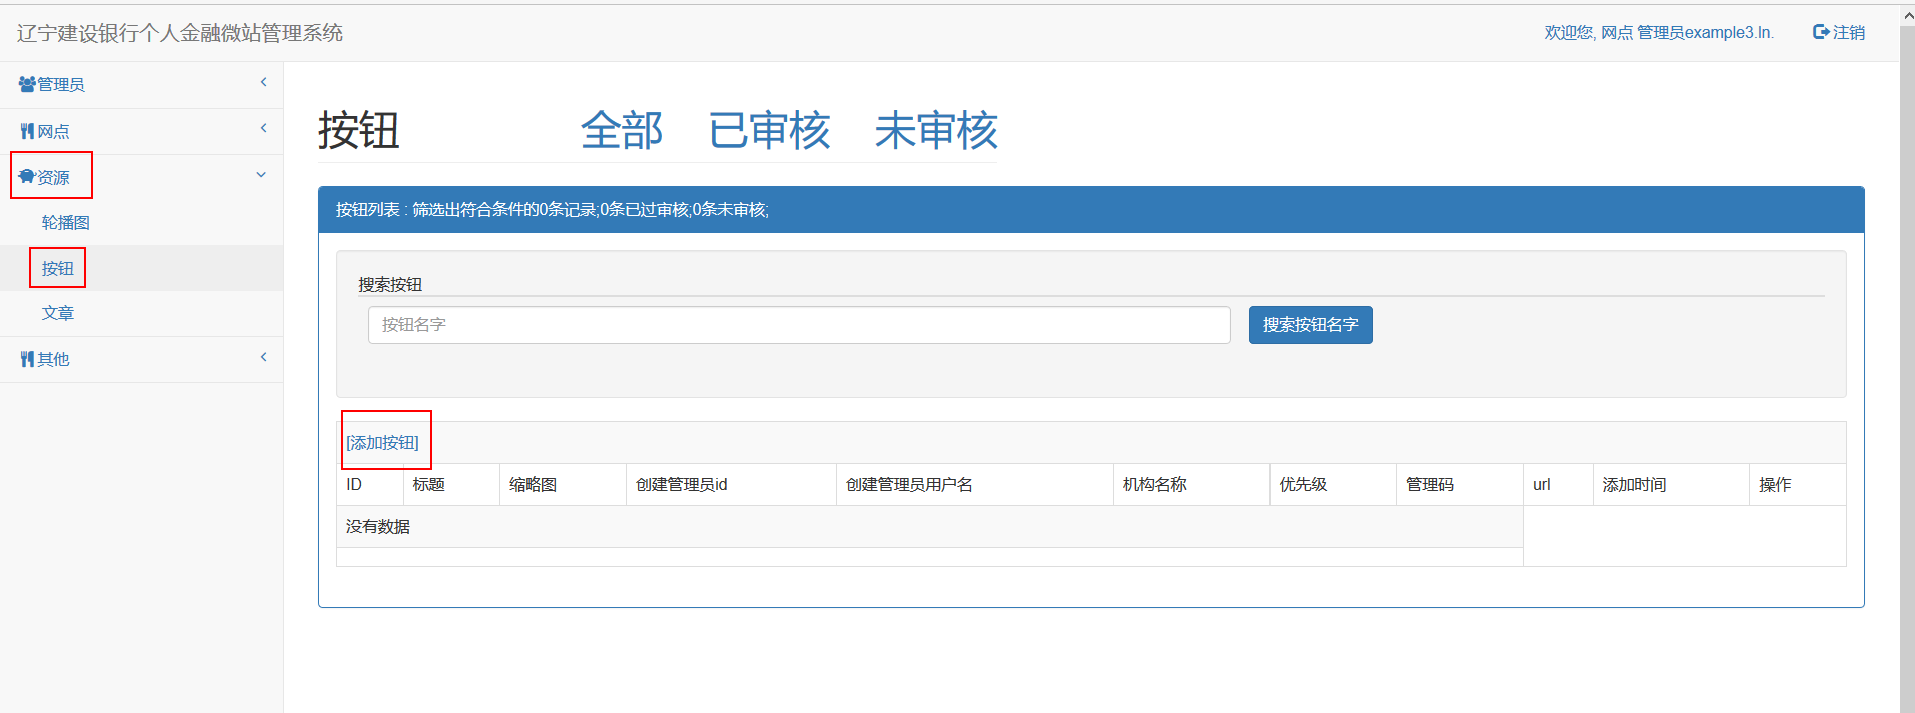 辽宁建设银行个人金融微站管理系统
欢迎您, 网点 管理员example3.ln.
注销
管理员
网点
资源
轮播图
按钮
文章
其他
按钮 全部 已审核 未审核
按钮列表 : 筛选出符合条件的0条记录;0条已过审核;0条未审核;
搜索按钮
按钮名字
搜索按钮名字
[添加按钮]
ID 标题 缩略图 创建管理员id 创建管理员用户名 机构名称 优先级 管理码 url 添加时间 操作
没有数据